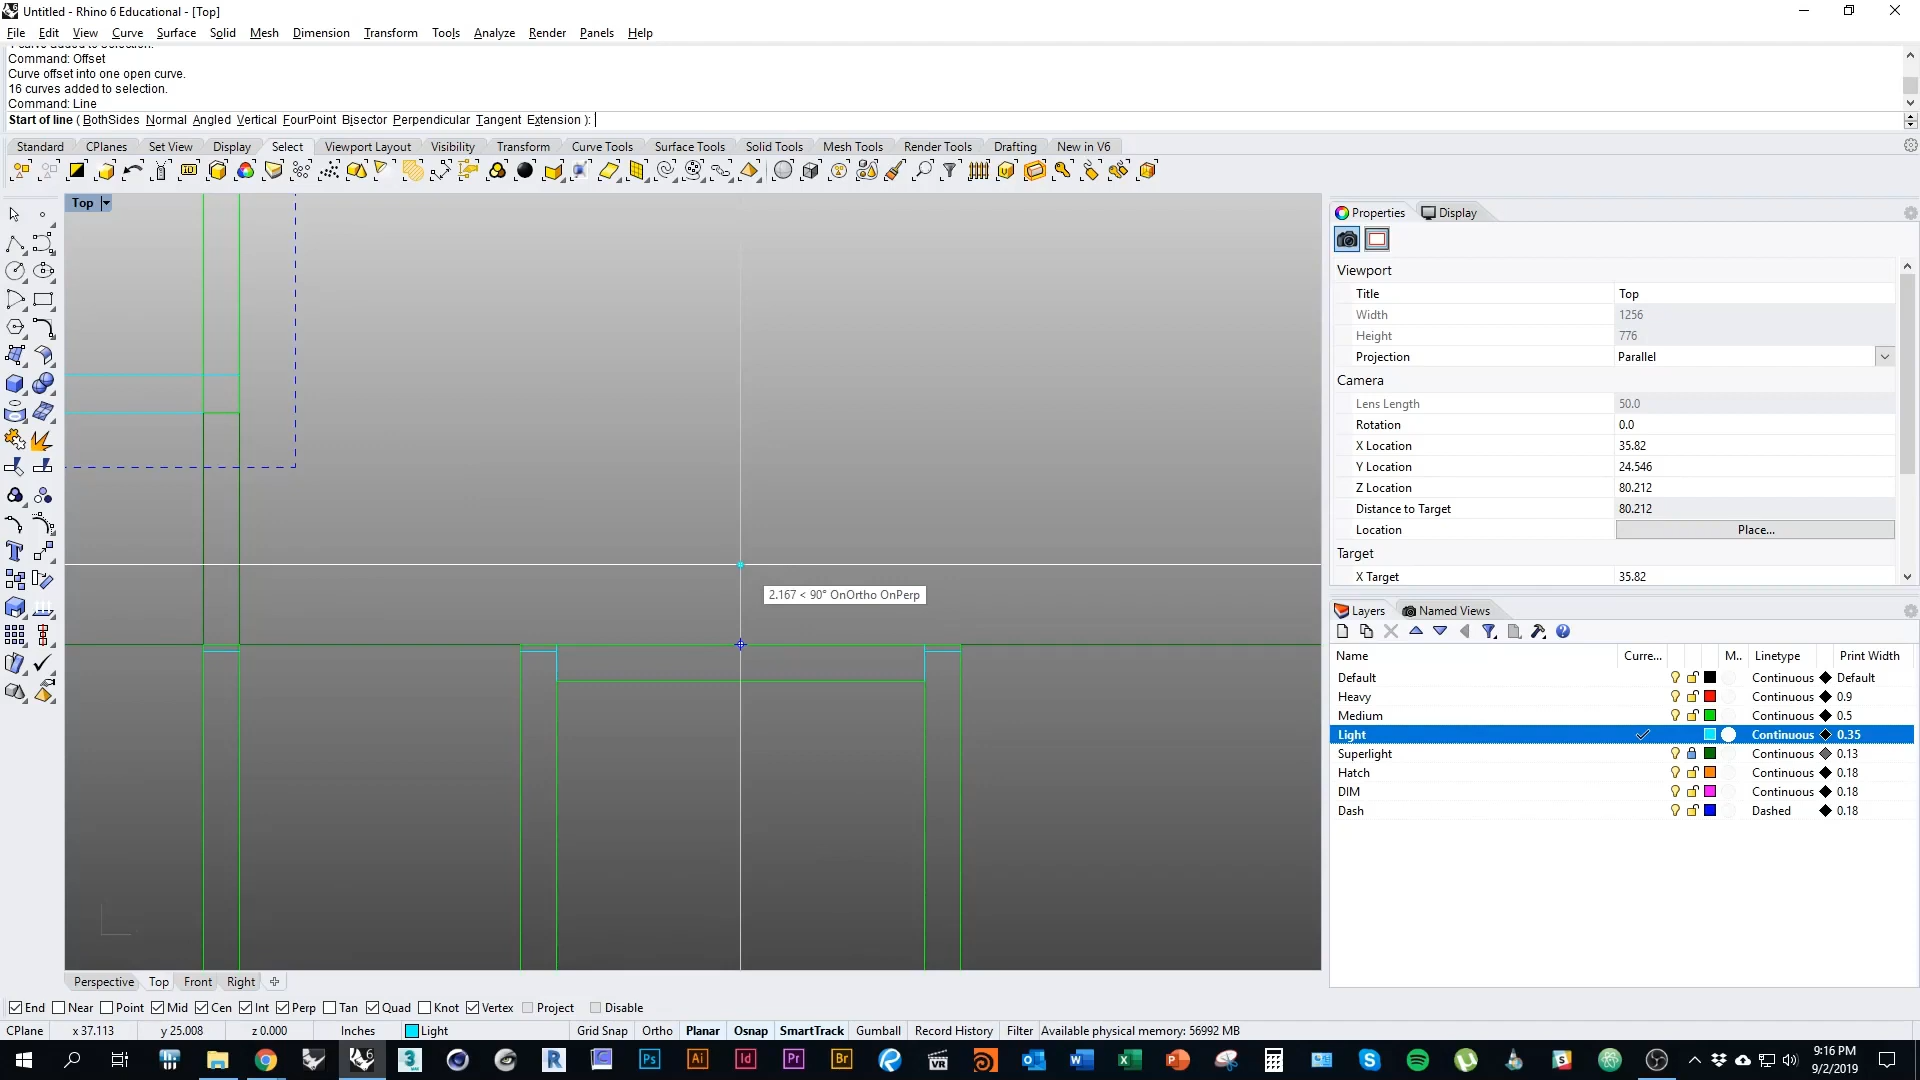 Untitled - Rhino 6 Educational - [Top]
File Edit View Curve Surface Solid Mesh Dimension Transform Tools Analyze Render Panels Help
1 curve added to selection.
Command: Offset
Curve offset into one open curve.
16 curves added to selection.
Command: Line
Start of line ( BothSides Normal Angled Vertical FourPoint Bisector Perpendicular Tangent Extension ):
Standard CPlanes Set View Display Select Viewport Layout Visibility Transform Curve Tools Surface Tools Solid Tools Mesh Tools Render Tools Drafting New in V6
Top
2.167 < 90° OnOrtho OnPerp
Properties Display
Viewport
Title Top
Width 1256
Height 776
Projection Parallel
Camera
Lens Length 50.0
Rotation 0.0
X Location 35.82
Y Location 24.546
Z Location 80.212
Distance to Target 80.212
Location Place...
Target
X Target 35.82
Layers Named Views
Name Curre... M.. Linetype Print Width
Default Continuous Default
Heavy Continuous 0.9
Medium Continuous 0.5
Light Continuous 0.35
Superlight Continuous 0.13
Hatch Continuous 0.18
DIM Continuous 0.18
Dash Dashed 0.18
Perspective Top Front Right
End Near Point Mid Cen Int Perp Tan Quad Knot Vertex Project Disable
CPlane x 37.113 y 25.008 z 0.000 Inches Light Grid Snap Ortho Planar Osnap SmartTrack Gumball Record History Filter Available physical memory: 56992 MB
9:16 PM
9/2/2019